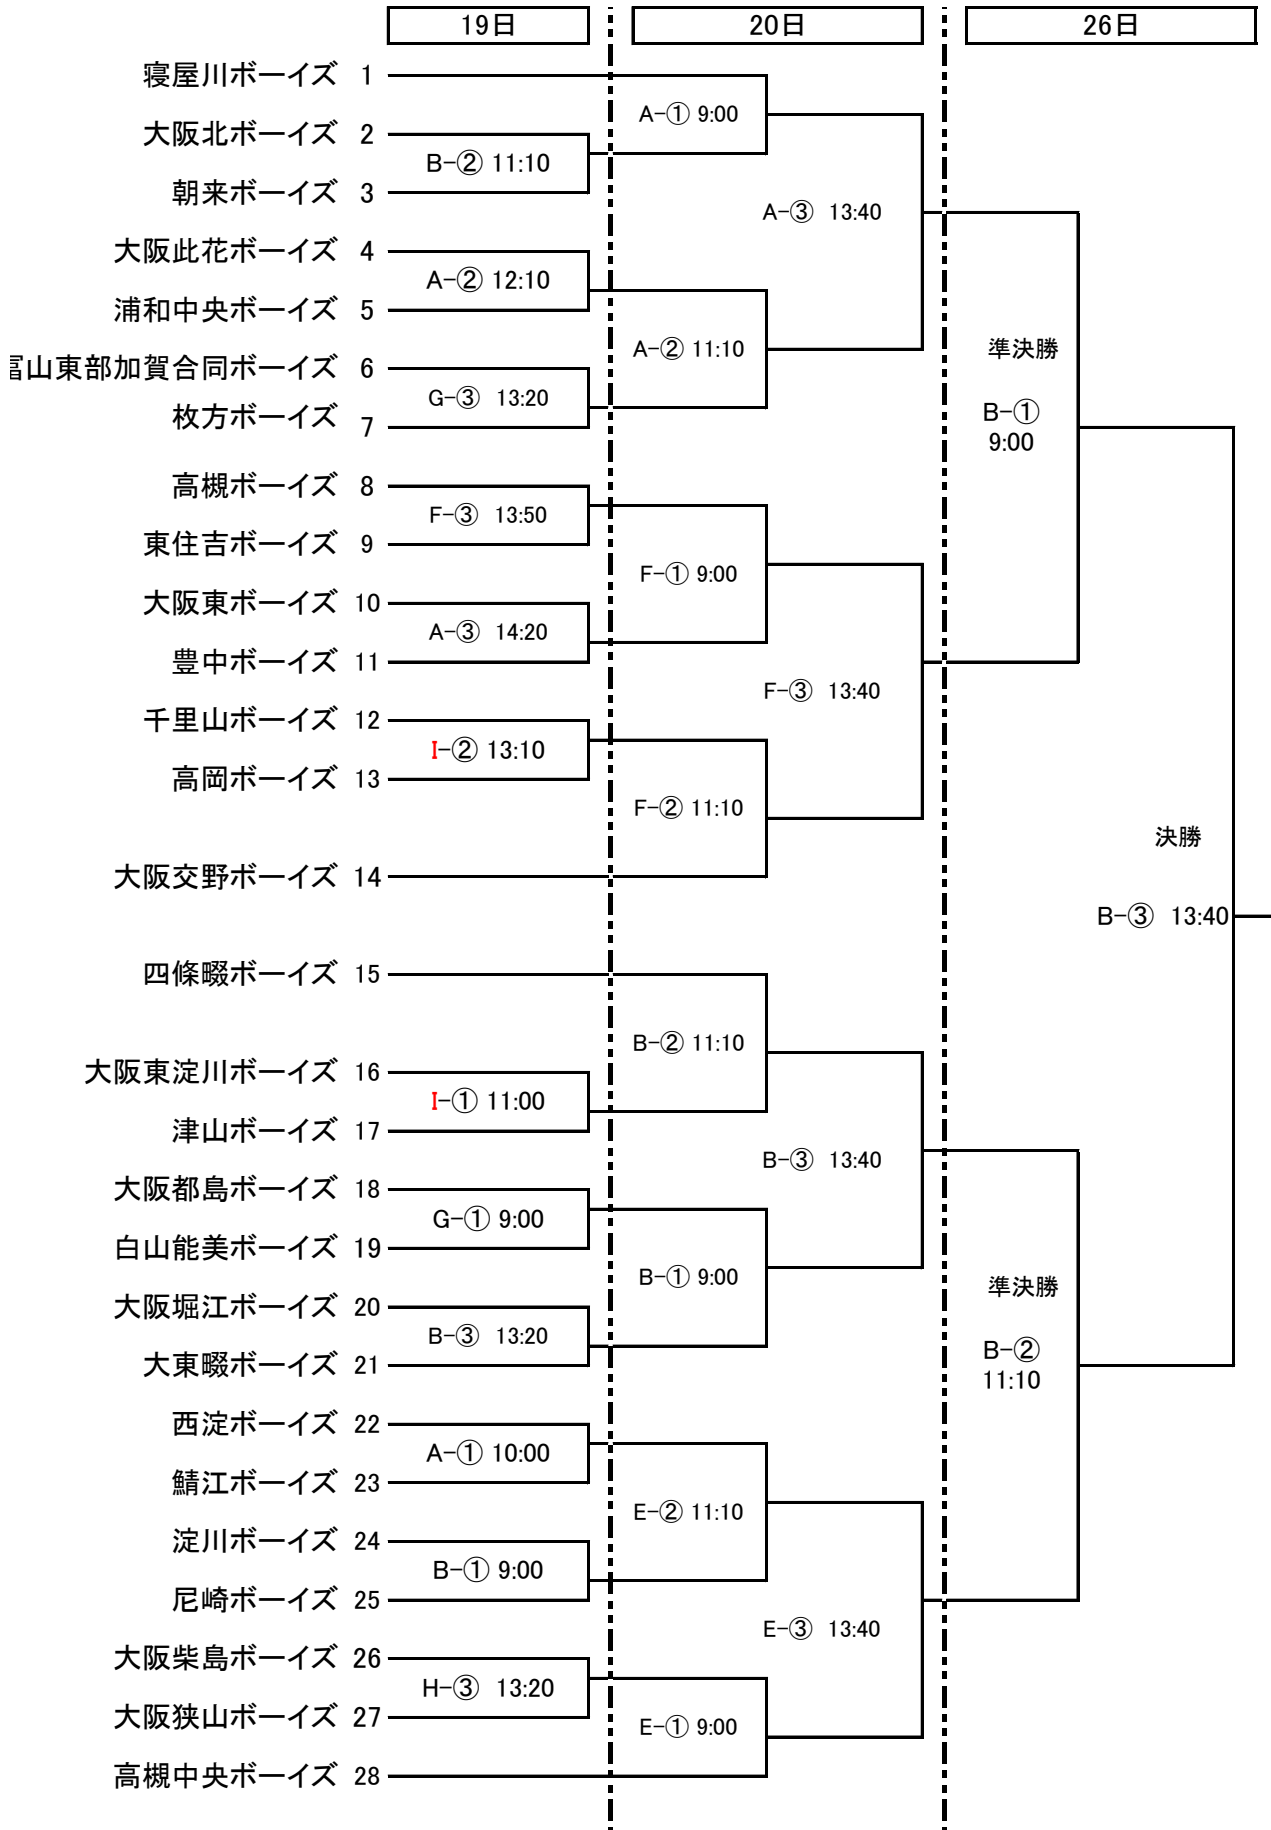 19日 20日 26日
寝屋川ボーイズ 1
A-① 9:00
大阪北ボーイズ 2
B-② 11:10
朝来ボーイズ 3
A-③ 13:40
大阪此花ボーイズ 4
A-② 12:10
浦和中央ボーイズ 5
A-② 11:10
準決勝
富山東部加賀合同ボーイズ 6
G-③ 13:20
枚方ボーイズ 7
B-①
9:00
高槻ボーイズ 8
F-③ 13:50
東住吉ボーイズ 9
F-① 9:00
大阪東ボーイズ 10
A-③ 14:20
豊中ボーイズ 11
F-③ 13:40
千里山ボーイズ 12
I-② 13:10
高岡ボーイズ 13
F-② 11:10
決勝
大阪交野ボーイズ 14
B-③ 13:40
四條畷ボーイズ 15
B-② 11:10
大阪東淀川ボーイズ 16
I-① 11:00
津山ボーイズ 17
B-③ 13:40
大阪都島ボーイズ 18
G-① 9:00
白山能美ボーイズ 19
B-① 9:00
準決勝
大阪堀江ボーイズ 20
B-③ 13:20
大東畷ボーイズ 21
B-②
11:10
西淀ボーイズ 22
A-① 10:00
鯖江ボーイズ 23
E-② 11:10
淀川ボーイズ 24
B-① 9:00
尼崎ボーイズ 25
E-③ 13:40
大阪柴島ボーイズ 26
H-③ 13:20
大阪狭山ボーイズ 27
E-① 9:00
高槻中央ボーイズ 28